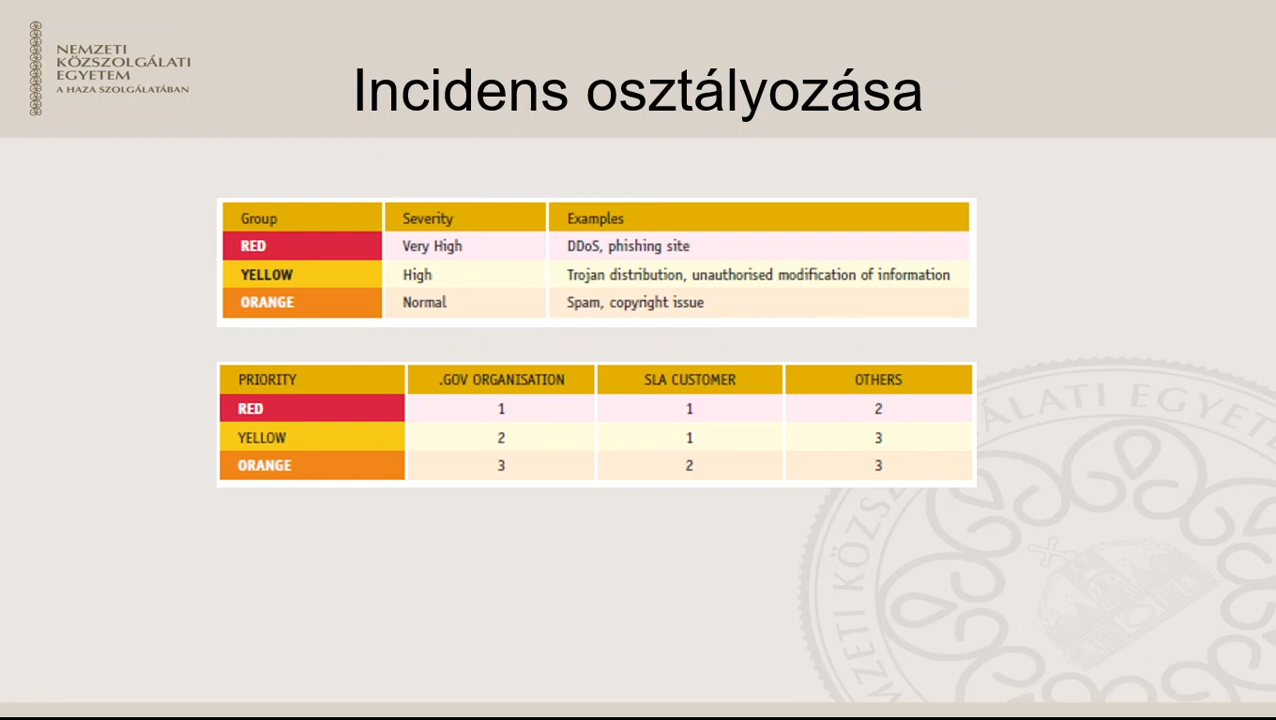 NEMZETI
KÖZSZOLGÁLATI
EGYETEM
A HAZA SZOLGÁLATÁBAN
Incidens osztályozása
Group Severity Examples
RED Very High DDoS, phishing site
YELLOW High Trojan distribution, unauthorised modification of information
ORANGE Normal Spam, copyright issue
PRIORITY .GOV ORGANISATION SLA CUSTOMER OTHERS
RED 1 1 2
YELLOW 2 1 3
ORANGE 3 2 3